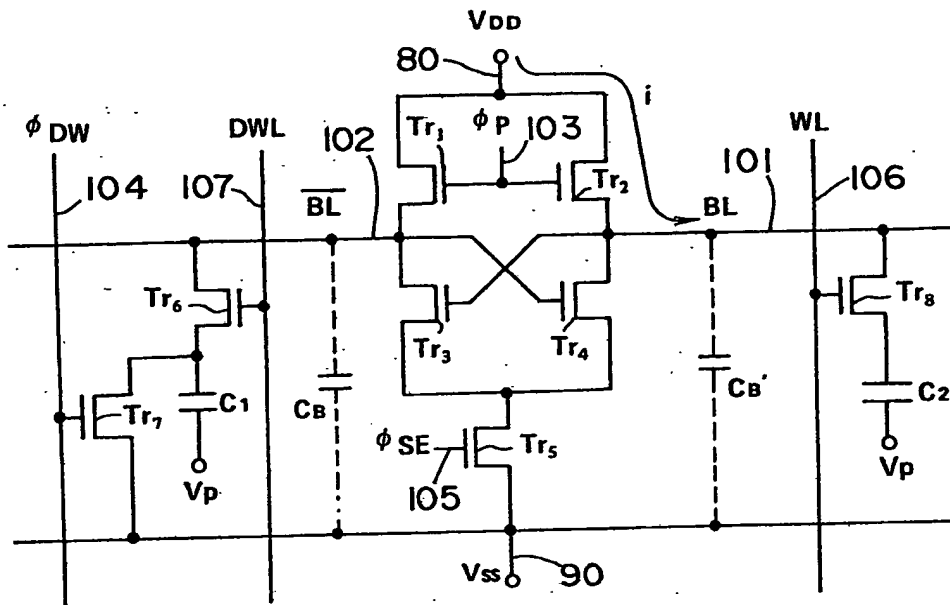 VDD
80
i
φDW
DWL
Tr1
φP
103
WL
104
107
102
Tr2
101
106
BL
BL
Tr6
Tr8
Tr3
Tr4
Tr7
C1
CB
CB'
C2
φSE
Tr5
Vp
105
Vp
Vss
90